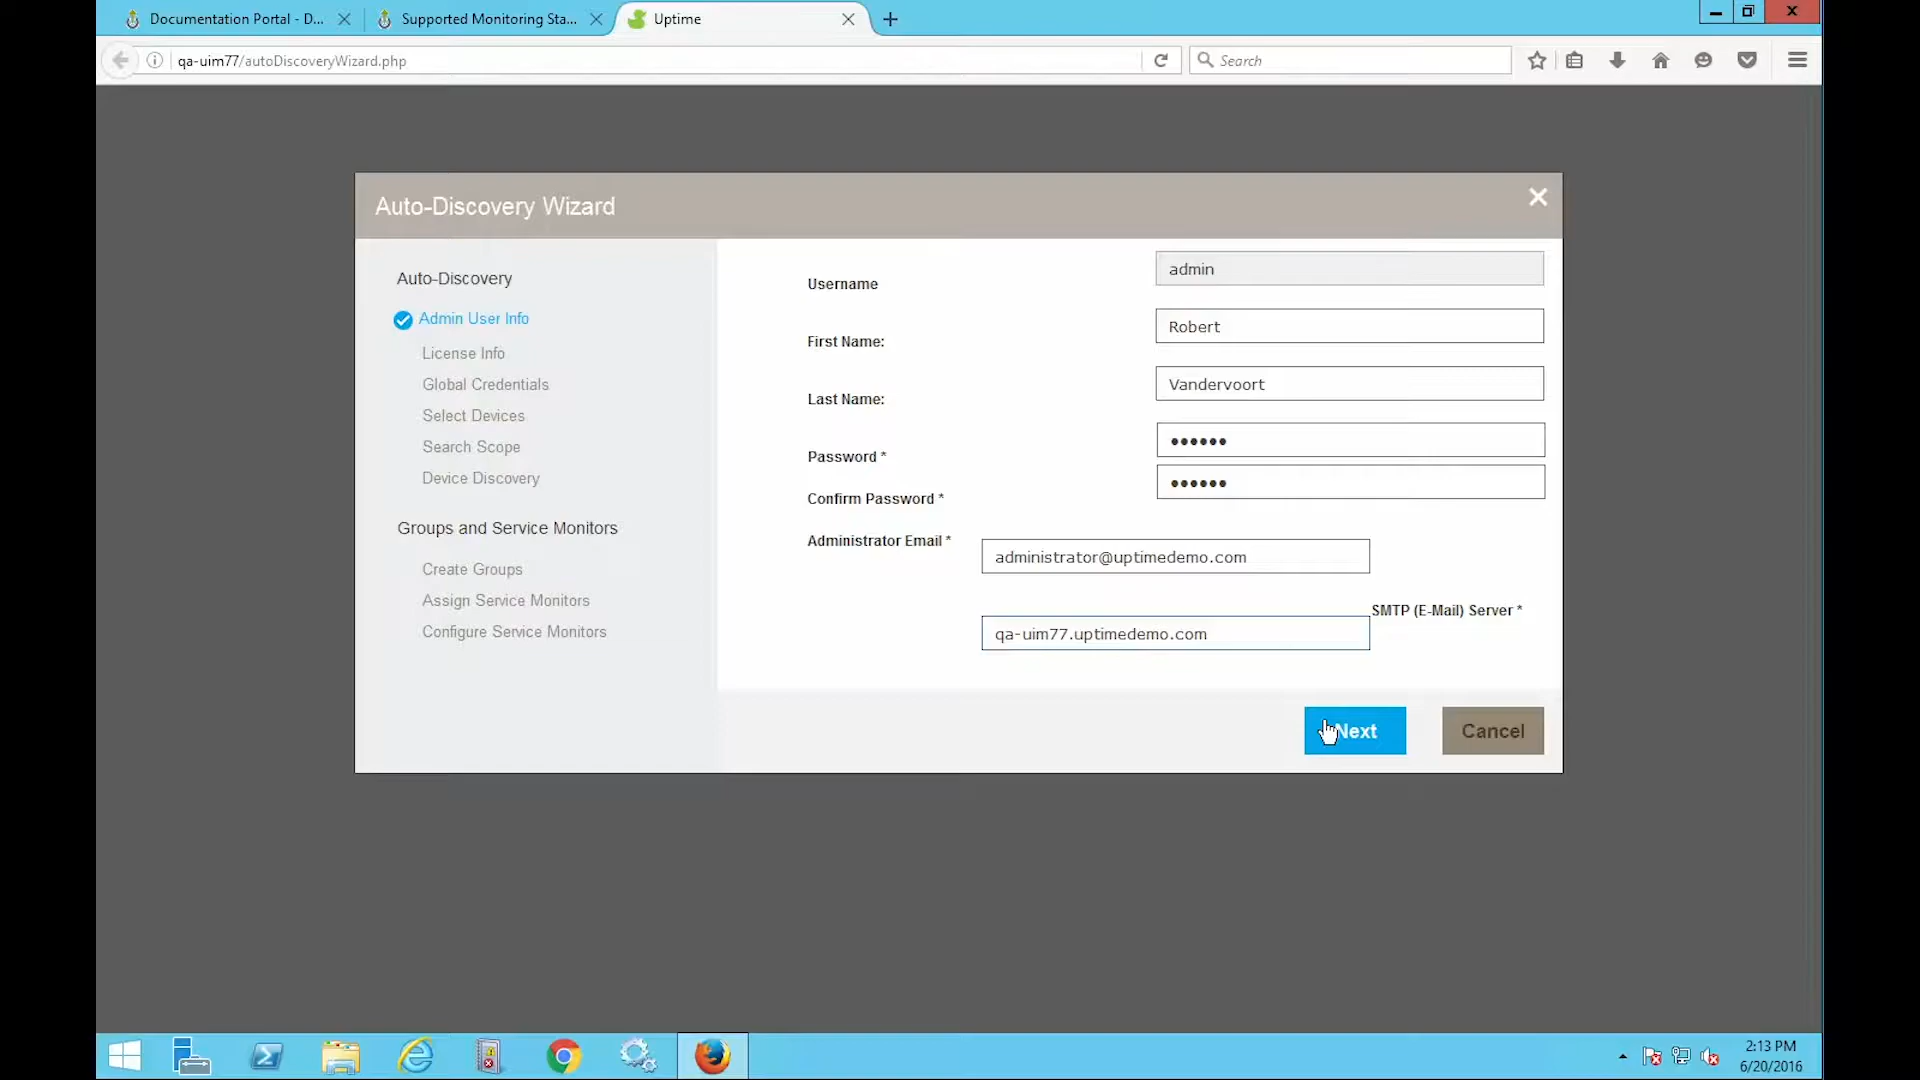 Documentation Portal - D...
Supported Monitoring Sta...
Uptime
qa-uim77/autoDiscoveryWizard.php
Search
Auto-Discovery Wizard
Auto-Discovery
Admin User Info
License Info
Global Credentials
Select Devices
Search Scope
Device Discovery
Groups and Service Monitors
Create Groups
Assign Service Monitors
Configure Service Monitors
Username
admin
First Name:
Robert
Last Name:
Vandervoort
Password *
Confirm Password *
Administrator Email *
administrator@uptimedemo.com
SMTP (E-Mail) Server *
qa-uim77.uptimedemo.com
Next
Cancel
2:13 PM
6/20/2016